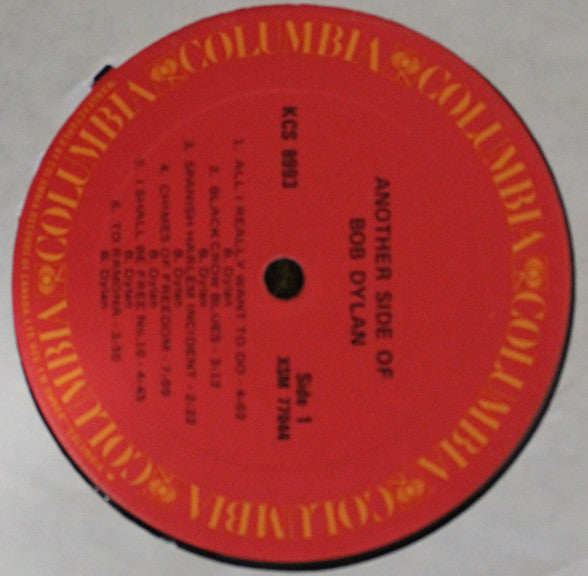 COLUMBIA COLUMBIA COLUMBIA COLUMBIA COLUMBIA COLUMBIA
ANOTHER SIDE OF
BOB DYLAN
KCS 8993
Side 1
XSM 77044
1. ALL I REALLY WANT TO DO - 4:02
B. Dylan
2. BLACK CROW BLUES - 3:12
B. Dylan
3. SPANISH HARLEM INCIDENT - 2:22
B. Dylan
4. CHIMES OF FREEDOM - 7:09
B. Dylan
5. I SHALL BE FREE No. 10 - 4:45
B. Dylan
6. TO RAMONA - 3:50
B. Dylan